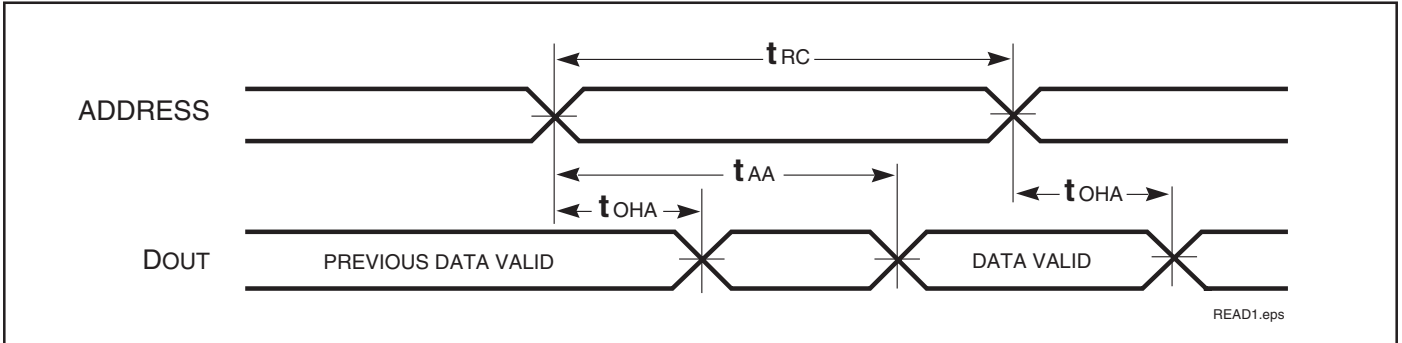 tRC
ADDRESS
tAA
tOHA
tOHA
DOUT
PREVIOUS DATA VALID
DATA VALID
READ1.eps